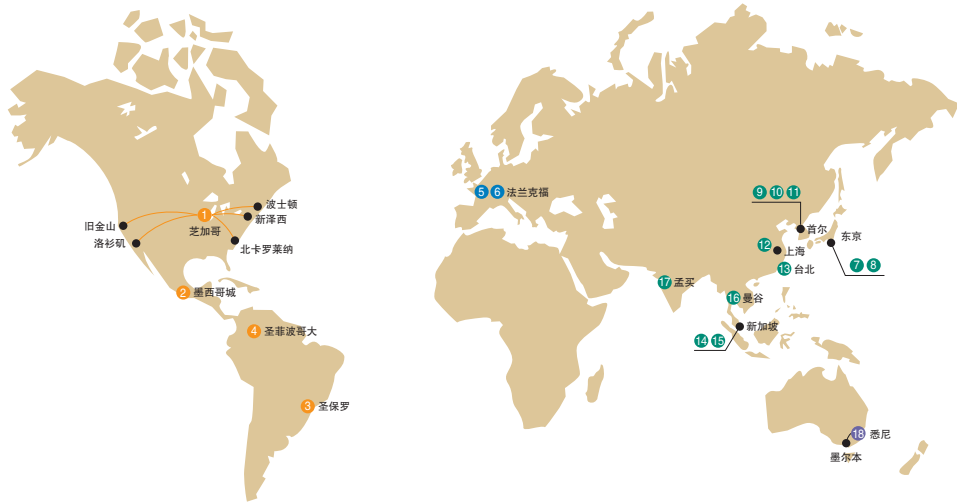 波士顿
1
新泽西
旧金山
芝加哥
洛杉矶
北卡罗莱纳
2 墨西哥城
4 圣菲波哥大
3 圣保罗
5 6 法兰克福
9 10 11
首尔
东京
12
上海
7 8
13 台北
17 孟买
16 曼谷
新加坡
14 15
18 悉尼
墨尔本